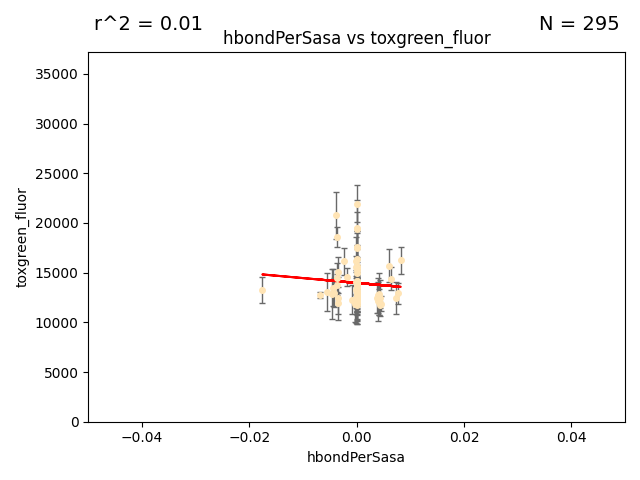 r^2 = 0.01
N = 295
hbondPerSasa vs toxgreen_fluor
35000
30000
25000
20000
15000
10000
5000
0
toxgreen_fluor
−0.04
−0.02
0.00
0.02
0.04
hbondPerSasa